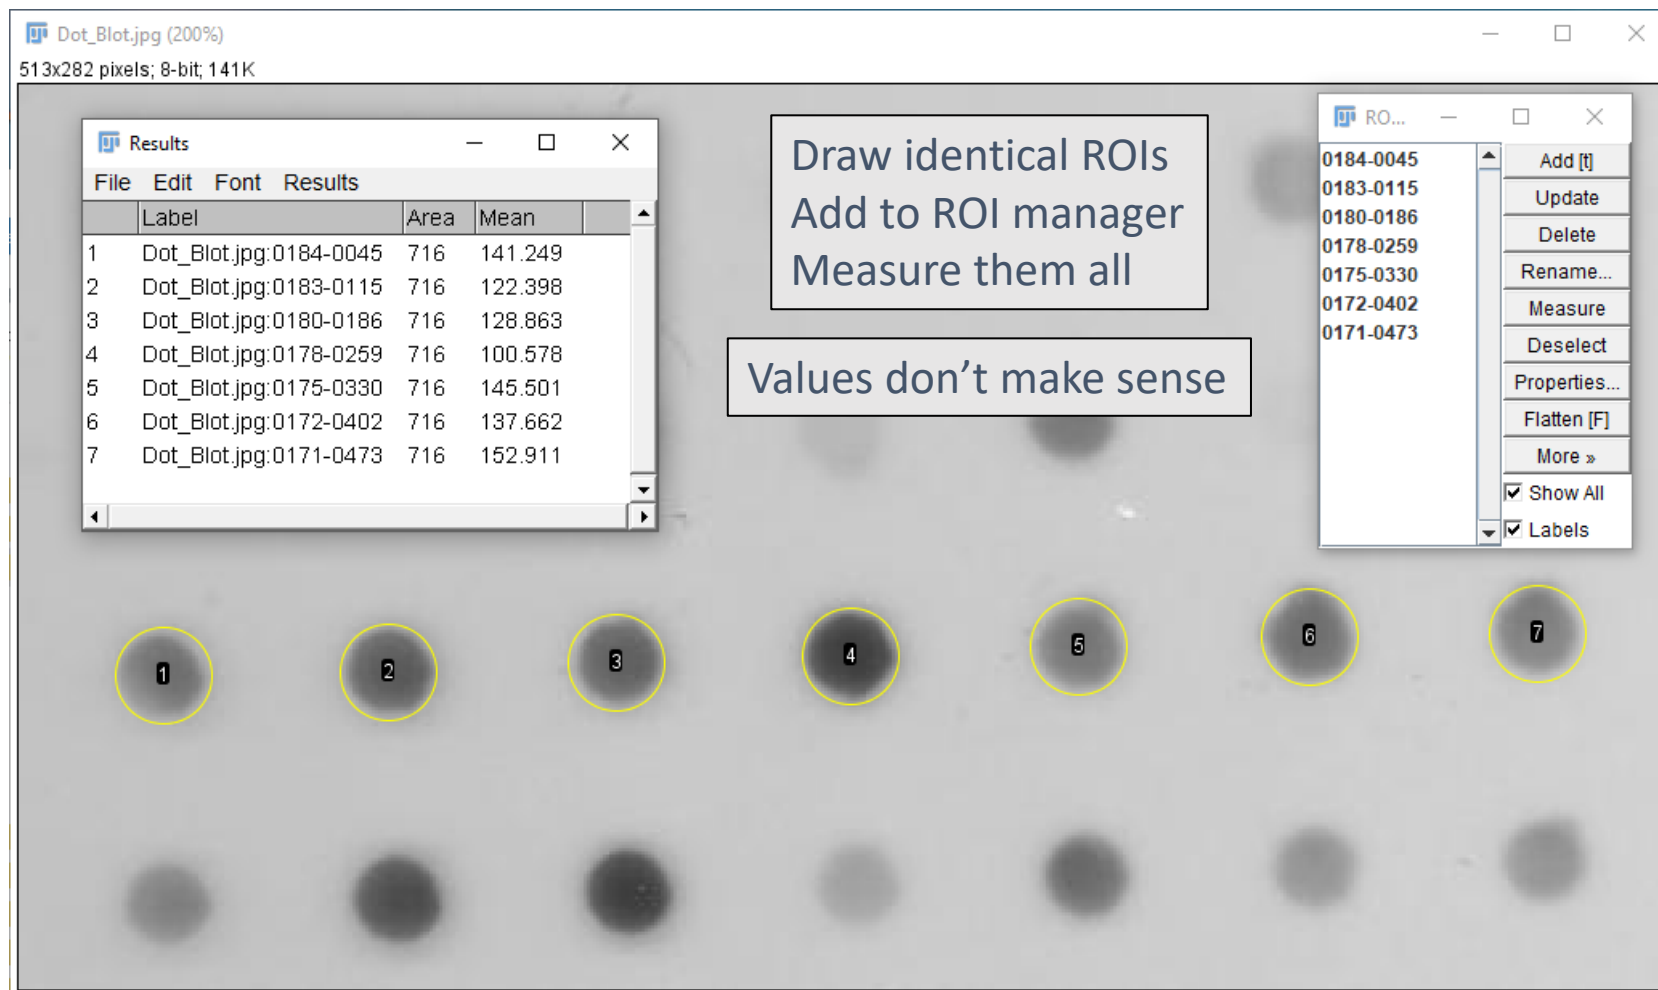 Dot_Blot.jpg (200%)
513x282 pixels; 8-bit; 141K
Results
File Edit Font Results
Label Area Mean
1 Dot_Blot.jpg:0184-0045 716 141.249
2 Dot_Blot.jpg:0183-0115 716 122.398
3 Dot_Blot.jpg:0180-0186 716 128.863
4 Dot_Blot.jpg:0178-0259 716 100.578
5 Dot_Blot.jpg:0175-0330 716 145.501
6 Dot_Blot.jpg:0172-0402 716 137.662
7 Dot_Blot.jpg:0171-0473 716 152.911
Draw identical ROIs
Add to ROI manager
Measure them all
Values don’t make sense
RO...
0184-0045
0183-0115
0180-0186
0178-0259
0175-0330
0172-0402
0171-0473
Add [t]
Update
Delete
Rename...
Measure
Deselect
Properties...
Flatten [F]
More »
Show All
Labels
1 2 3 4 5 6 7